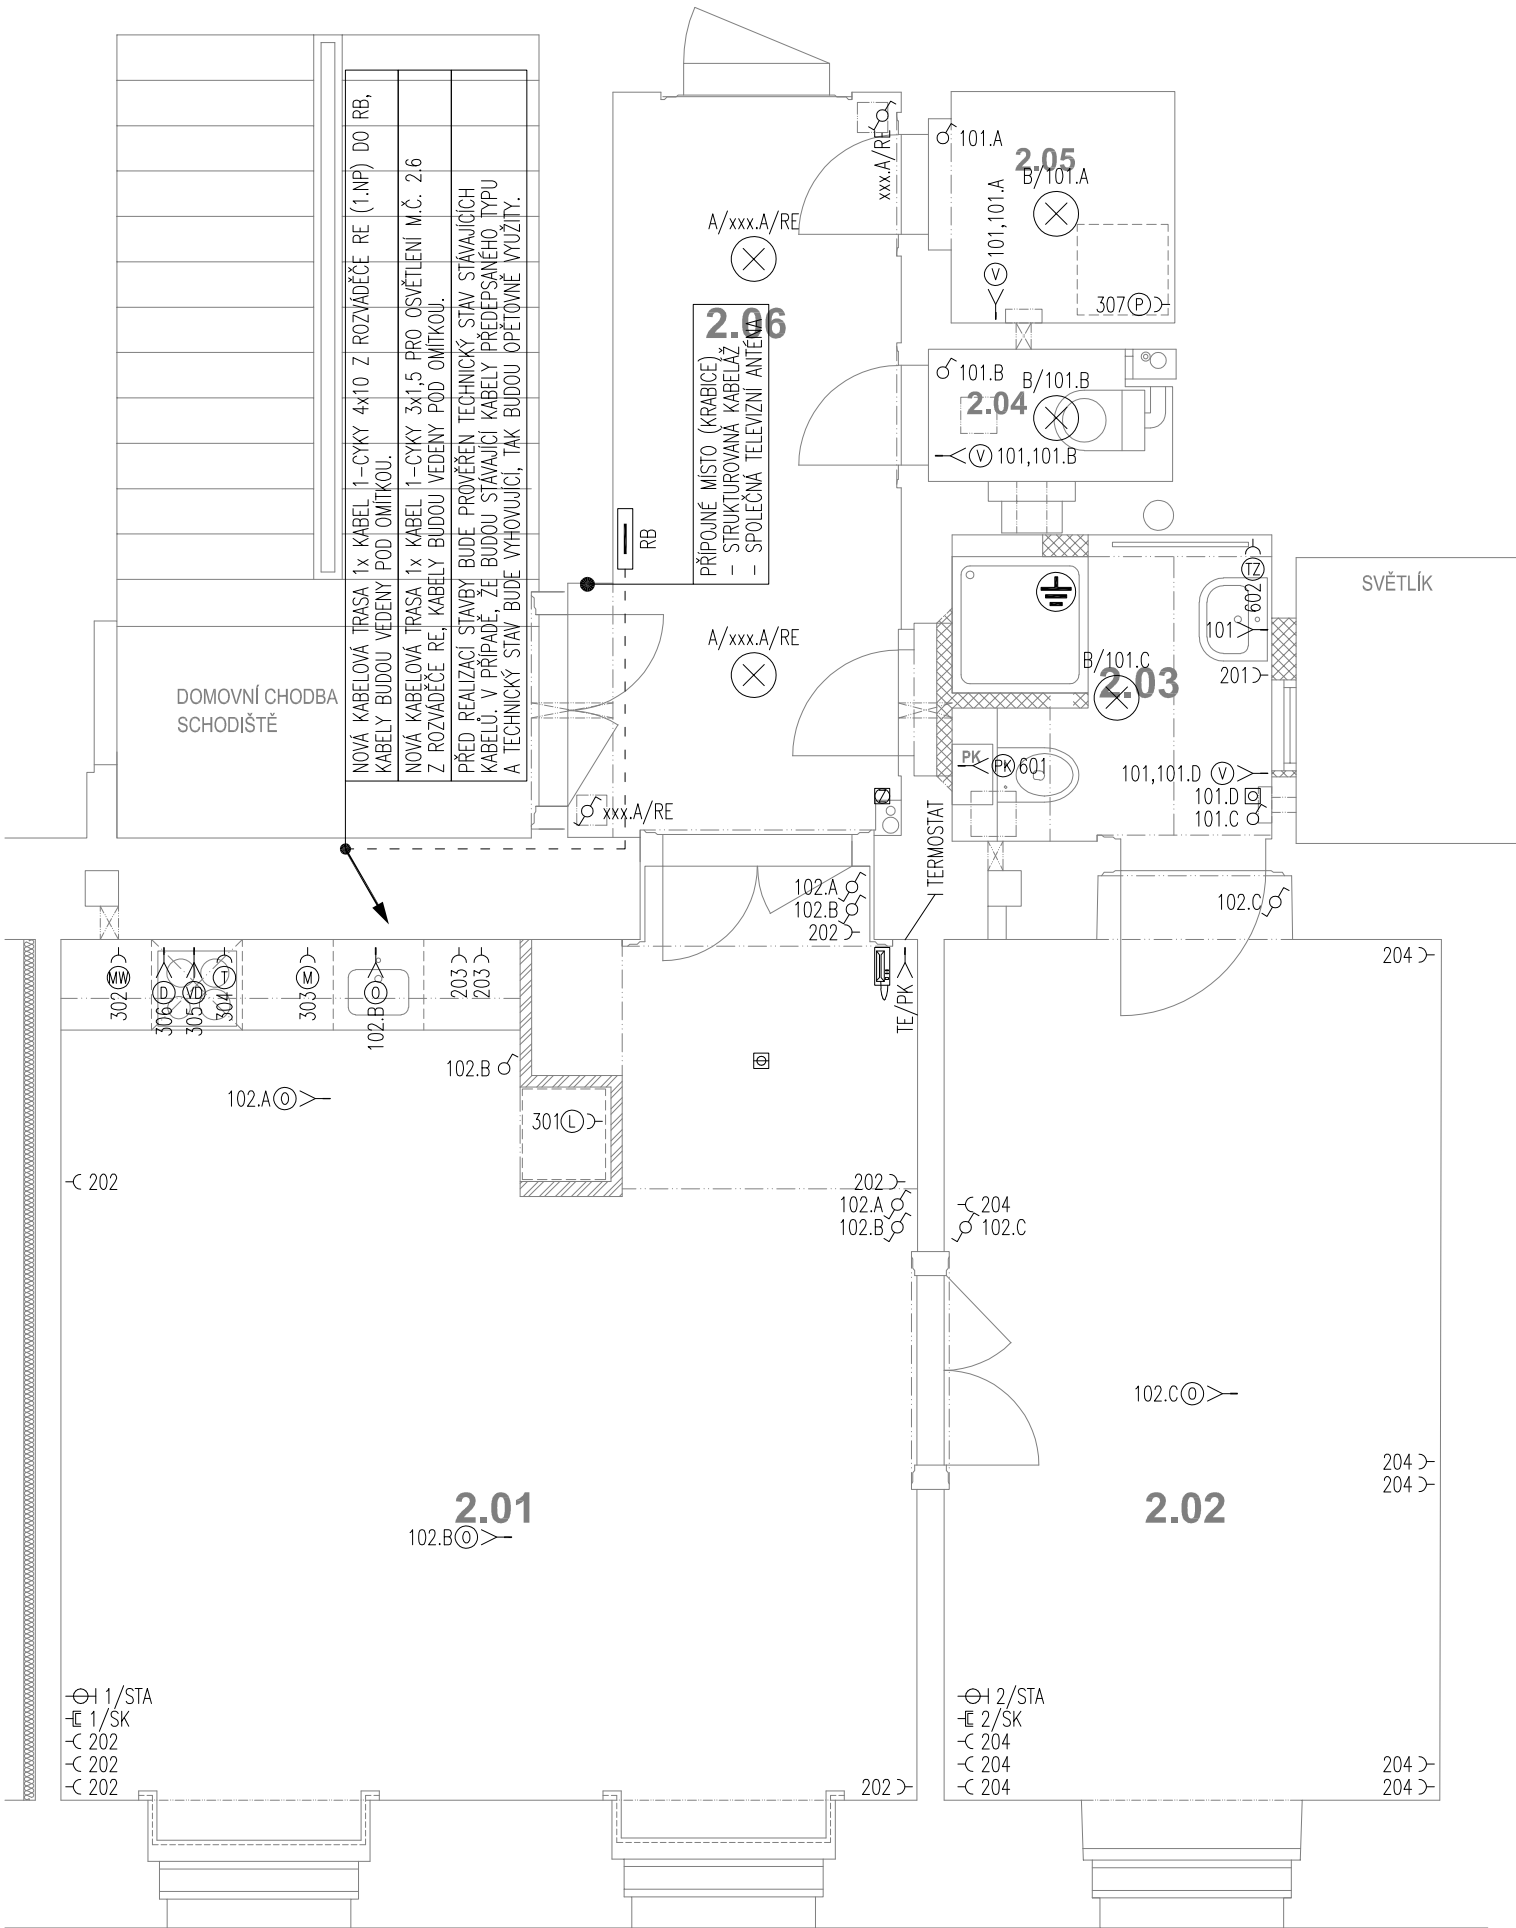 NOVÁ KABELOVÁ TRASA 1x KABEL 1-CYKY 4x10 Z ROZVÁDĚČE RE (1.NP) DO RB,
KABELY BUDOU VEDENY POD OMÍTKOU.
NOVÁ KABELOVÁ TRASA 1x KABEL 1-CYKY 3x1,5 PRO OSVĚTLENÍ M.Č. 2.6
Z ROZVÁDĚČE RE, KABELY BUDOU VEDENY POD OMÍTKOU.
PŘED REALIZACÍ STAVBY BUDE PROVĚŘEN TECHNICKÝ STAV STÁVAJÍCÍCH
KABELŮ. V PŘÍPADĚ, ŽE BUDOU STÁVAJÍCÍ KABELY PŘEDEPSANÉHO TYPU
A TECHNICKÝ STAV BUDE VYHOVUJÍCÍ, TAK BUDOU OPĚTOVNĚ VYUŽITY.
xxx.A/RE
101.A
2.05
B/101.A
101,101.A
V
A/xxx.A/RE
307 P
2.06
PŘÍPOJNÉ MÍSTO (KRABICE)
- STRUKTUROVANÁ KABELÁŽ
- SPOLEČNÁ TELEVIZNÍ ANTÉNA
101.B
B/101.B
2.04
V 101,101.B
RB
TZ
602
SVĚTLÍK
101
A/xxx.A/RE
B/101.C
201
2.03
DOMOVNÍ CHODBA
SCHODIŠTĚ
PK
PK 601
101,101.D V
101.D
101.C
xxx.A/RE
Z
TERMOSTAT
102.A
102.B
202
102.C
204
MW
302
D
306
VD
305
T
304
M
303
O
102.B
203
203
TE/PK
102.B
102.A O
301 L
202
202
102.A
102.B
204
102.C
102.C O
204
204
2.01
2.02
102.B O
1/STA
1/SK
202
202
202
202
2/STA
2/SK
204
204
204
204
204